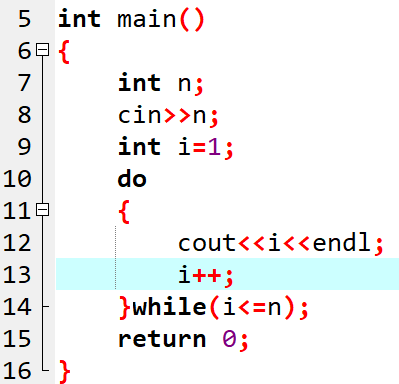 5 int main()
6 {
7 int n;
8 cin>>n;
9 int i=1;
10 do
11 {
12 cout<<i<<endl;
13 i++;
14 }while(i<=n);
15 return 0;
16 }